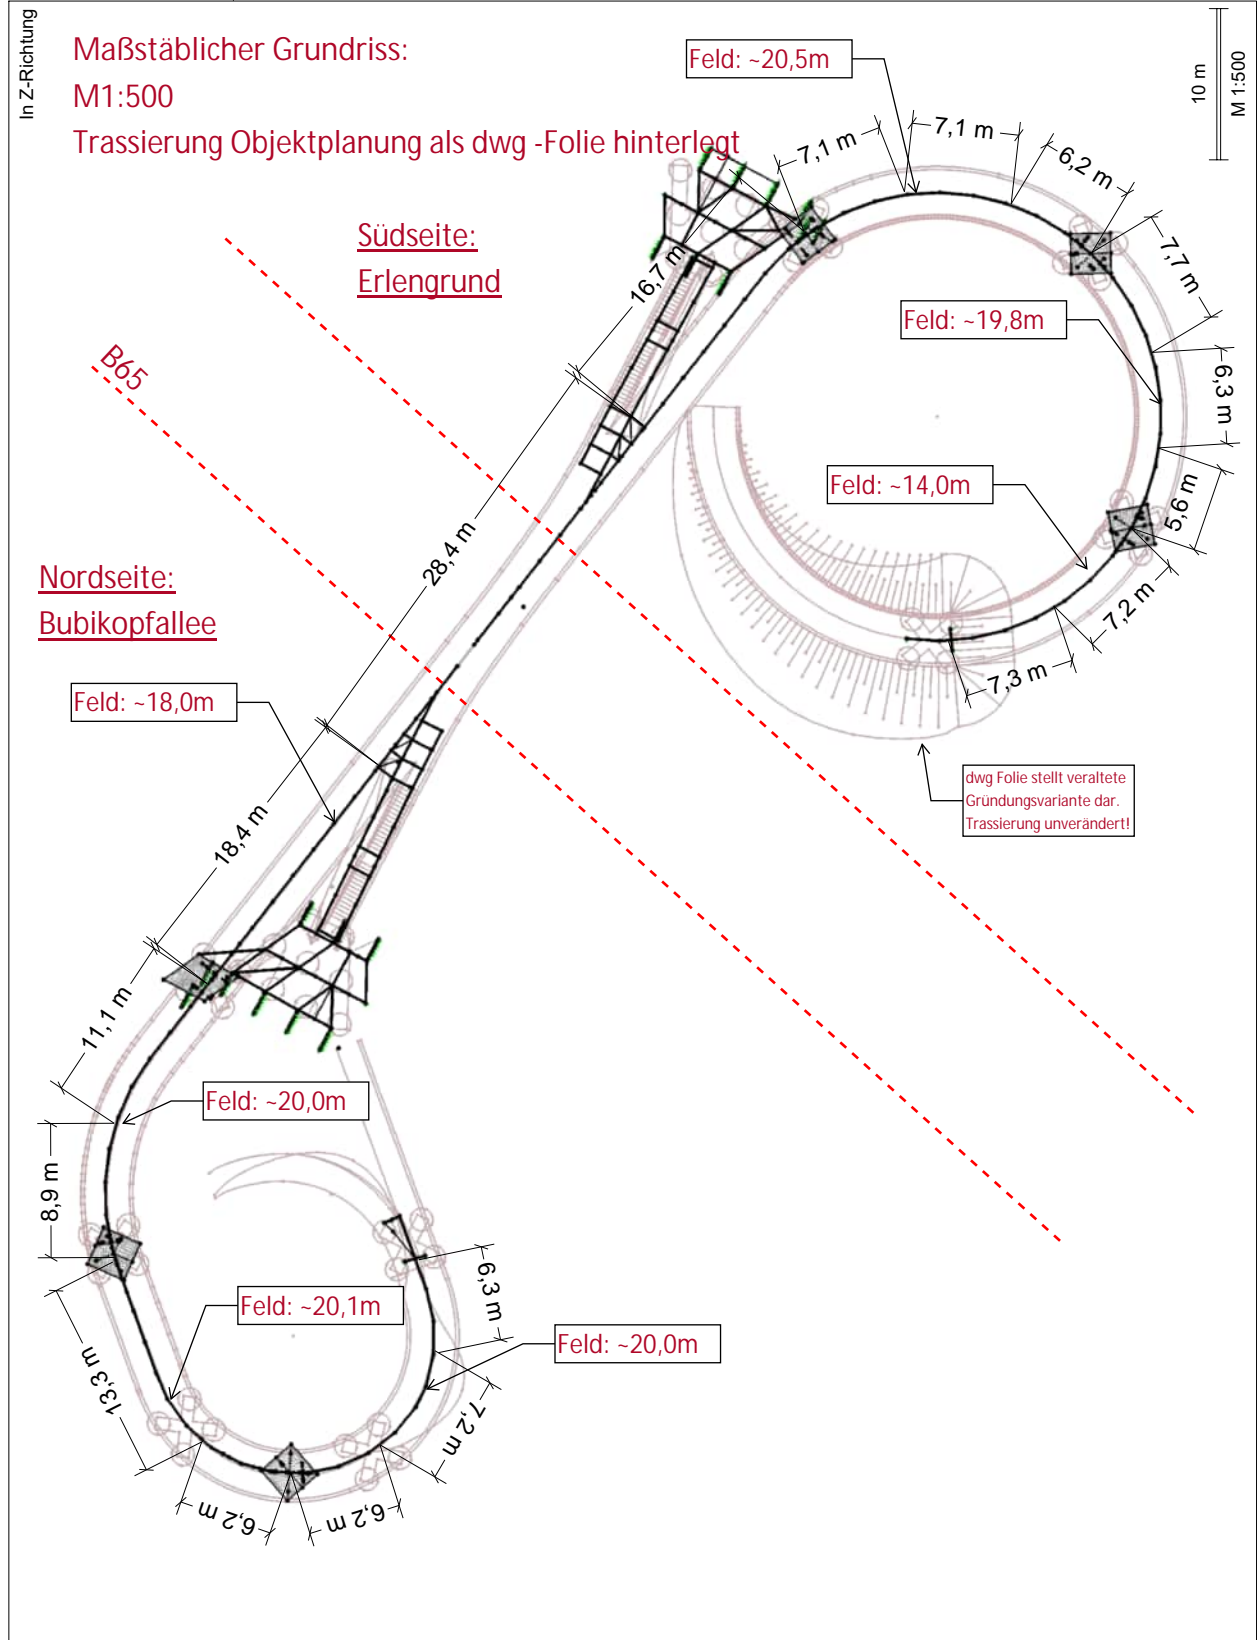 In Z-Richtung
Maßstäblicher Grundriss:
M1:500
Trassierung Objektplanung als dwg -Folie hinterlegt
10 m
M 1:500
Feld: ~20,5m
7,1 m
7,1 m
6,2 m
7,7 m
Südseite:
Erlengrund
16,7 m
Feld: ~19,8m
6,3 m
B65
Feld: ~14,0m
5,6 m
28,4 m
7,2 m
7,3 m
Nordseite:
Bubikopfallee
Feld: ~18,0m
dwg Folie stellt veraltete
Gründungsvariante dar.
Trassierung unverändert!
18,4 m
11,1 m
Feld: ~20,0m
8,9 m
6,3 m
Feld: ~20,1m
Feld: ~20,0m
13,3 m
7,2 m
6,2 m
6,2 m